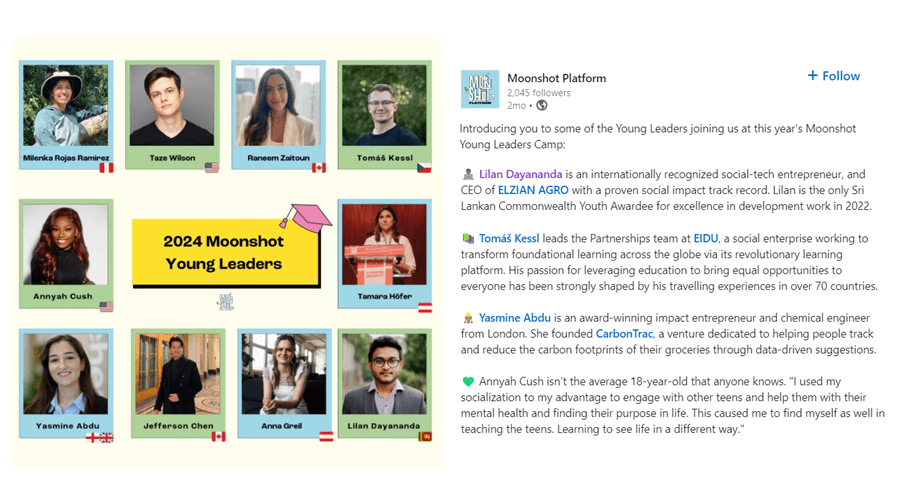 Milenka Rojas Ramirez
Taze Wilson
Raneem Zaitoun
Tomáš Kessl
Annyah Cush
2024 Moonshot
Young Leaders
Tamara Höfer
Yasmine Abdu
Jefferson Chen
Anna Greil
Lilan Dayananda
MOONSHOT
PLATFORM
Moonshot Platform
2,045 followers
2mo •
+ Follow
Introducing you to some of the Young Leaders joining us at this year's Moonshot
Young Leaders Camp:
Lilan Dayananda is an internationally recognized social-tech entrepreneur, and
CEO of ELZIAN AGRO with a proven social impact track record. Lilan is the only Sri
Lankan Commonwealth Youth Awardee for excellence in development work in 2022.
Tomáš Kessl leads the Partnerships team at EIDU, a social enterprise working to
transform foundational learning across the globe via its revolutionary learning
platform. His passion for leveraging education to bring equal opportunities to
everyone has been strongly shaped by his travelling experiences in over 70 countries.
Yasmine Abdu is an award-winning impact entrepreneur and chemical engineer
from London. She founded CarbonTrac, a venture dedicated to helping people track
and reduce the carbon footprints of their groceries through data-driven suggestions.
Annyah Cush isn't the average 18-year-old that anyone knows. "I used my
socialization to my advantage to engage with other teens and help them with their
mental health and finding their purpose in life. This caused me to find myself as well in
teaching the teens. Learning to see life in a different way."